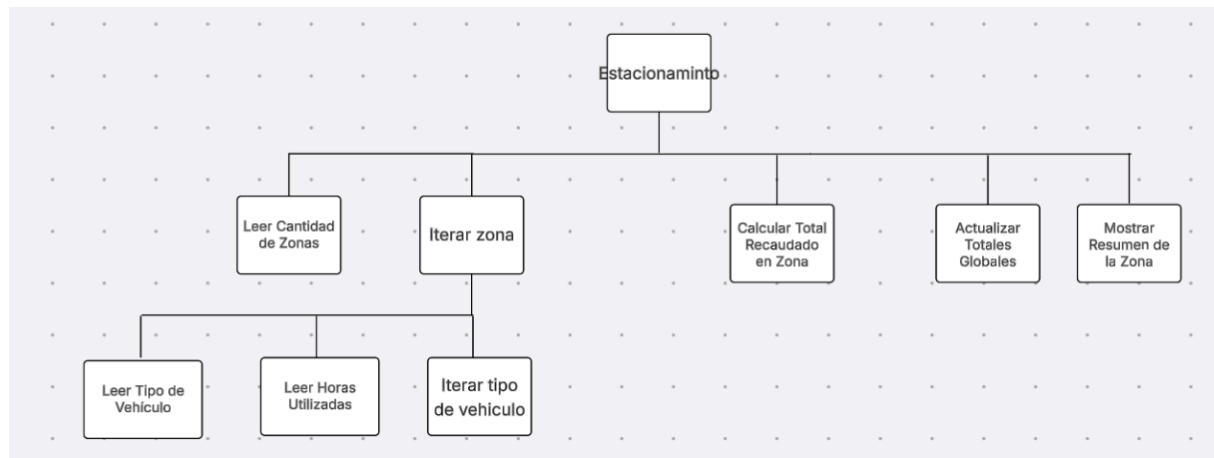 Estacionaminto
Leer Cantidad
de Zonas
Iterar zona
Calcular Total
Recaudado
en Zona
Actualizar
Totales
Globales
Mostrar
Resumen de
la Zona
Leer Tipo de
Vehículo
Leer Horas
Utilizadas
Iterar tipo
de vehiculo